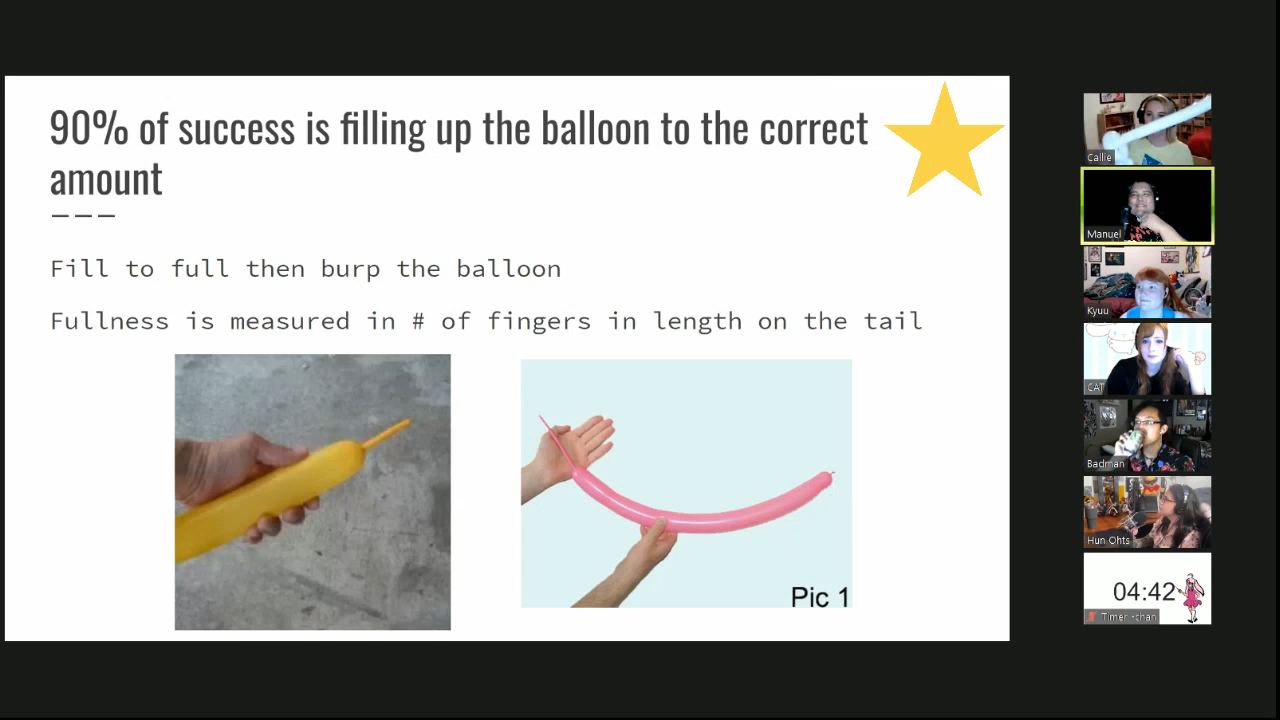 90% of success is filling up the balloon to the correct
amount
Fill to full then burp the balloon
Fullness is measured in # of fingers in length on the tail
Pic 1
Callie
Manuel
Kyuu
CAT
Badman
Hun Ohts
04:42
Timer-chan